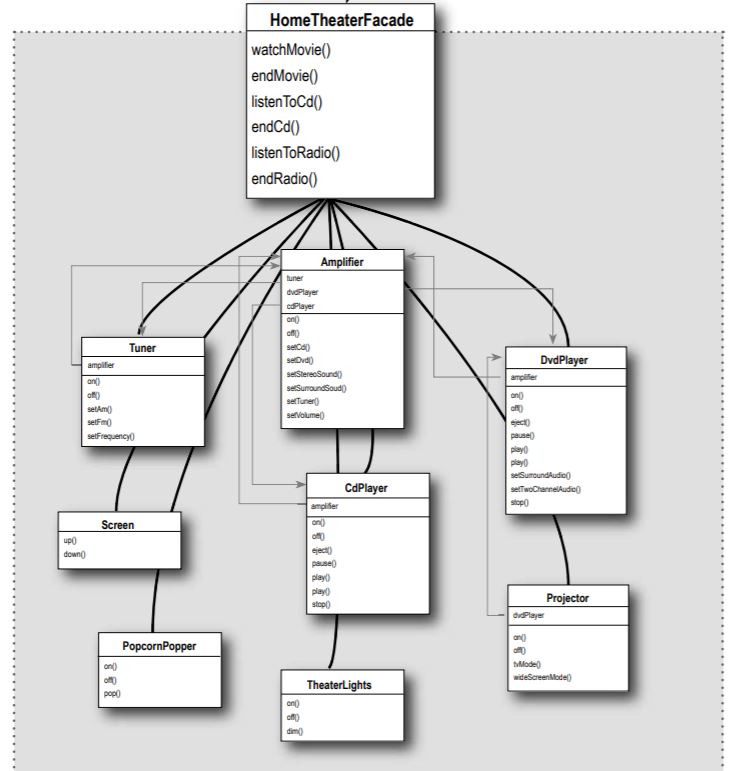 HomeTheaterFacade
watchMovie()
endMovie()
listenToCd()
endCd()
listenToRadio()
endRadio()
Amplifier
tuner
dvdPlayer
cdPlayer
on()
off()
setCd()
setDvd()
setStereoSound()
setSurroundSoud()
setTuner()
setVolume()
Tuner
amplifier
on()
off()
setAm()
setFm()
setFrequency()
DvdPlayer
amplifier
on()
off()
eject()
pause()
play()
play()
setSurroundAudio()
setTwoChannelAudio()
stop()
CdPlayer
amplifier
on()
off()
eject()
pause()
play()
play()
stop()
Screen
up()
down()
Projector
dvdPlayer
on()
off()
tvMode()
wideScreenMode()
PopcornPopper
on()
off()
pop()
TheaterLights
on()
off()
dim()